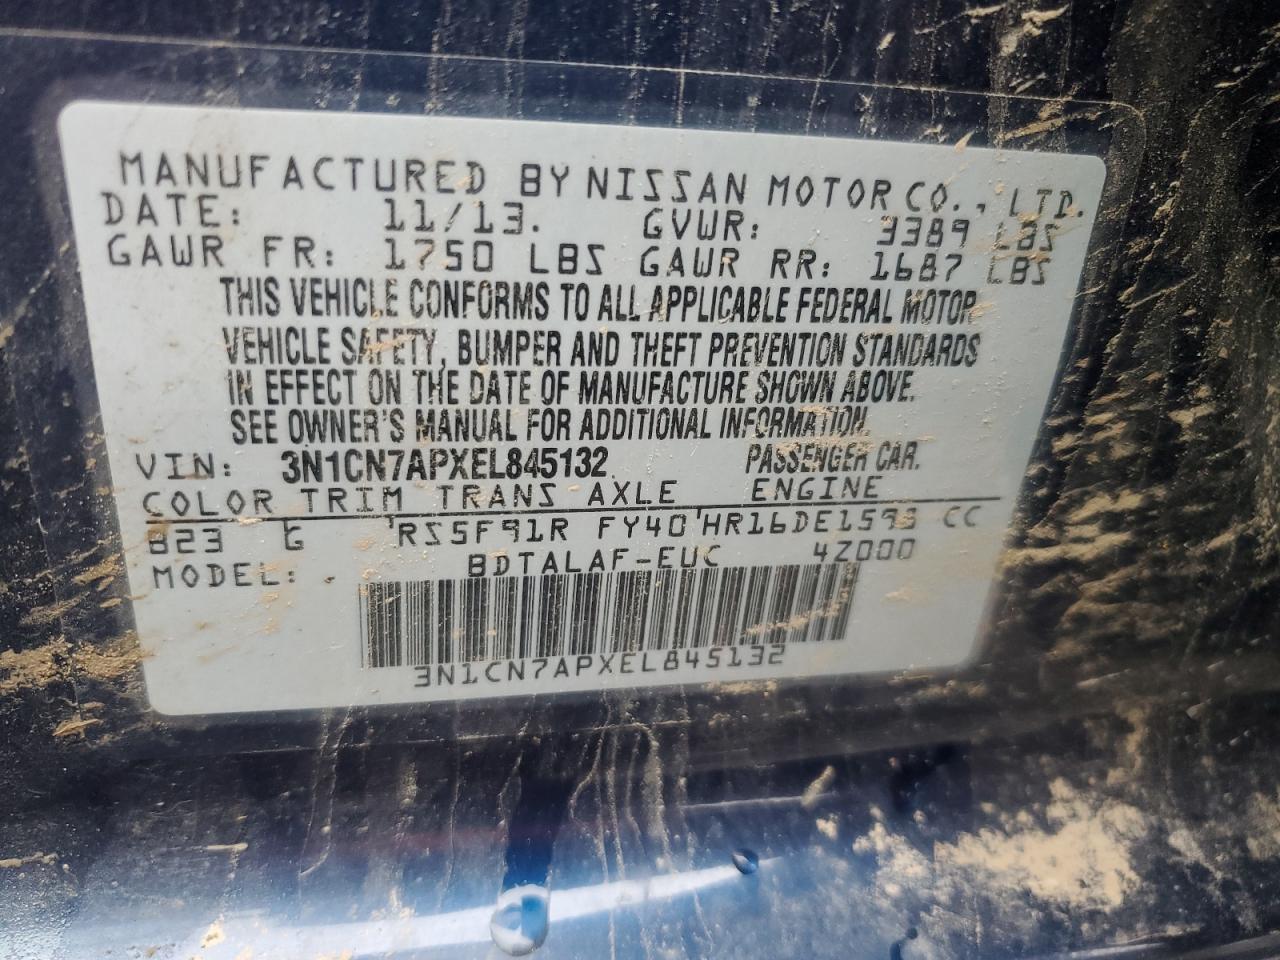 MANUFACTURED BY NISSAN MOTOR CO., LTD.
DATE: 11/13. GVWR: 3389 LBS
GAWR FR: 1750 LBS GAWR RR: 1687 LBS
THIS VEHICLE CONFORMS TO ALL APPLICABLE FEDERAL MOTOR
VEHICLE SAFETY, BUMPER AND THEFT PREVENTION STANDARDS
IN EFFECT ON THE DATE OF MANUFACTURE SHOWN ABOVE.
SEE OWNER'S MANUAL FOR ADDITIONAL INFORMATION.
VIN: 3N1CN7APXEL845132 PASSENGER CAR.
COLOR TRIM TRANS AXLE ENGINE
B23 G RS5F91R FY40 HR16DE1598 CC
MODEL: BDTALAF-EUC 4Z000
3N1CN7APXEL845132